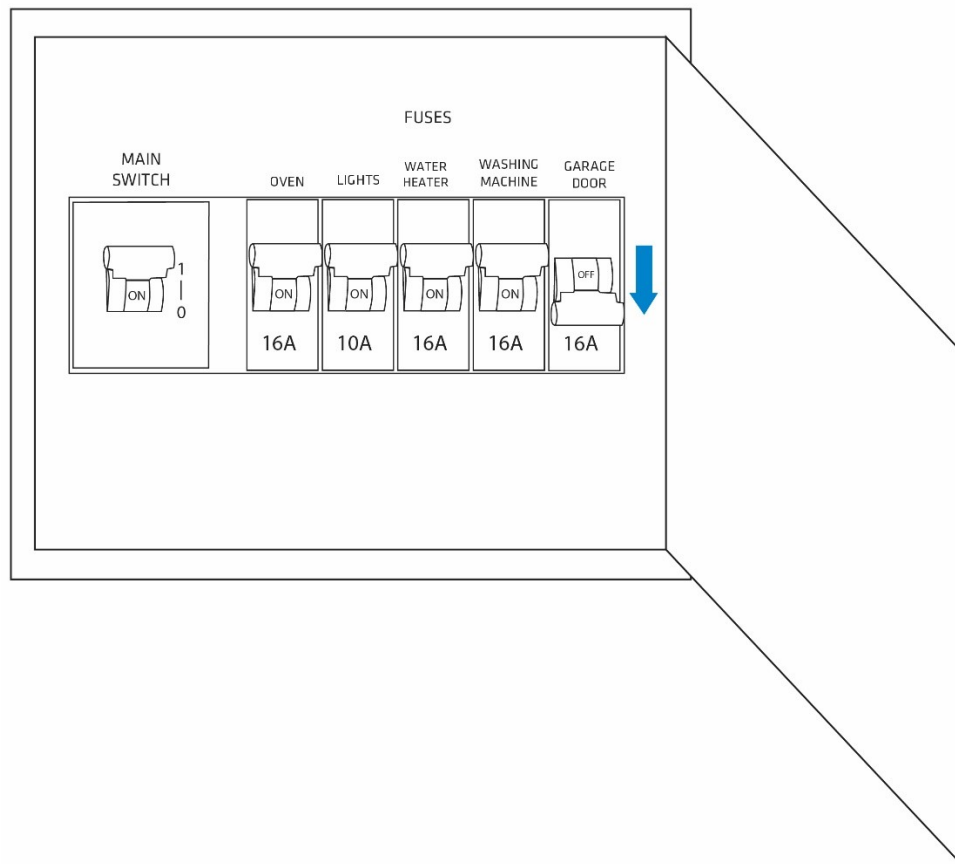 FUSES
MAIN
SWITCH
OVEN
LIGHTS
WATER
HEATER
WASHING
MACHINE
GARAGE
DOOR
ON
1
0
ON
ON
ON
ON
OFF
16A
10A
16A
16A
16A